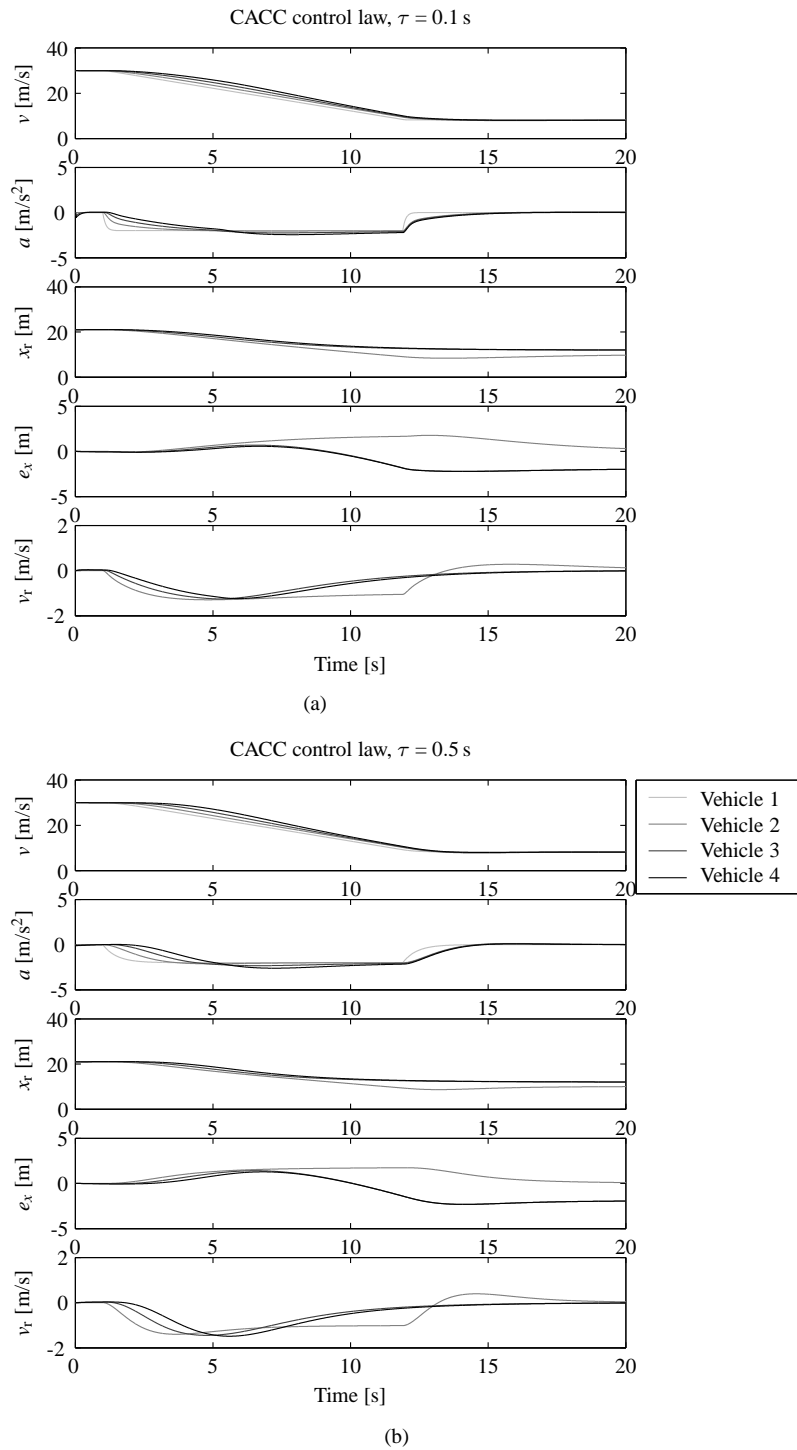 CACC control law, τ = 0.1 s
40
20
0
v [m/s]
0 5 10 15 20
5
0
-5
a [m/s²]
0 5 10 15 20
40
20
0
xᵣ [m]
0 5 10 15 20
5
0
-5
eₓ [m]
0 5 10 15 20
2
0
-2
vᵣ [m/s]
0 5 10 15 20
Time [s]
(a)
CACC control law, τ = 0.5 s
40
20
0
v [m/s]
0 5 10 15 20
Vehicle 1
Vehicle 2
Vehicle 3
Vehicle 4
5
0
-5
a [m/s²]
0 5 10 15 20
40
20
0
xᵣ [m]
0 5 10 15 20
5
0
-5
eₓ [m]
0 5 10 15 20
2
0
-2
vᵣ [m/s]
0 5 10 15 20
Time [s]
(b)